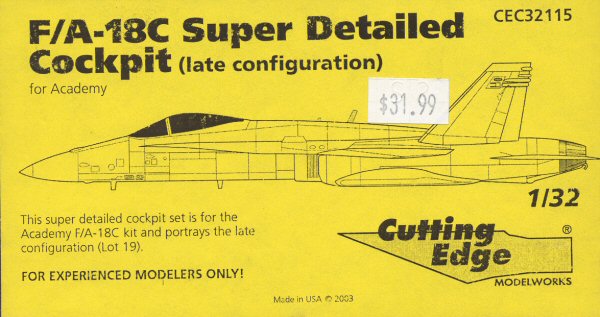 F/A-18C Super Detailed
CEC32115
Cockpit (late configuration)
for Academy
$31.99
1/32
This super detailed cockpit set is for the
Academy F/A-18C kit and portrays the late
configuration (Lot 19).
FOR EXPERIENCED MODELERS ONLY!
Cutting
Edge
®
MODELWORKS
Made in USA © 2003